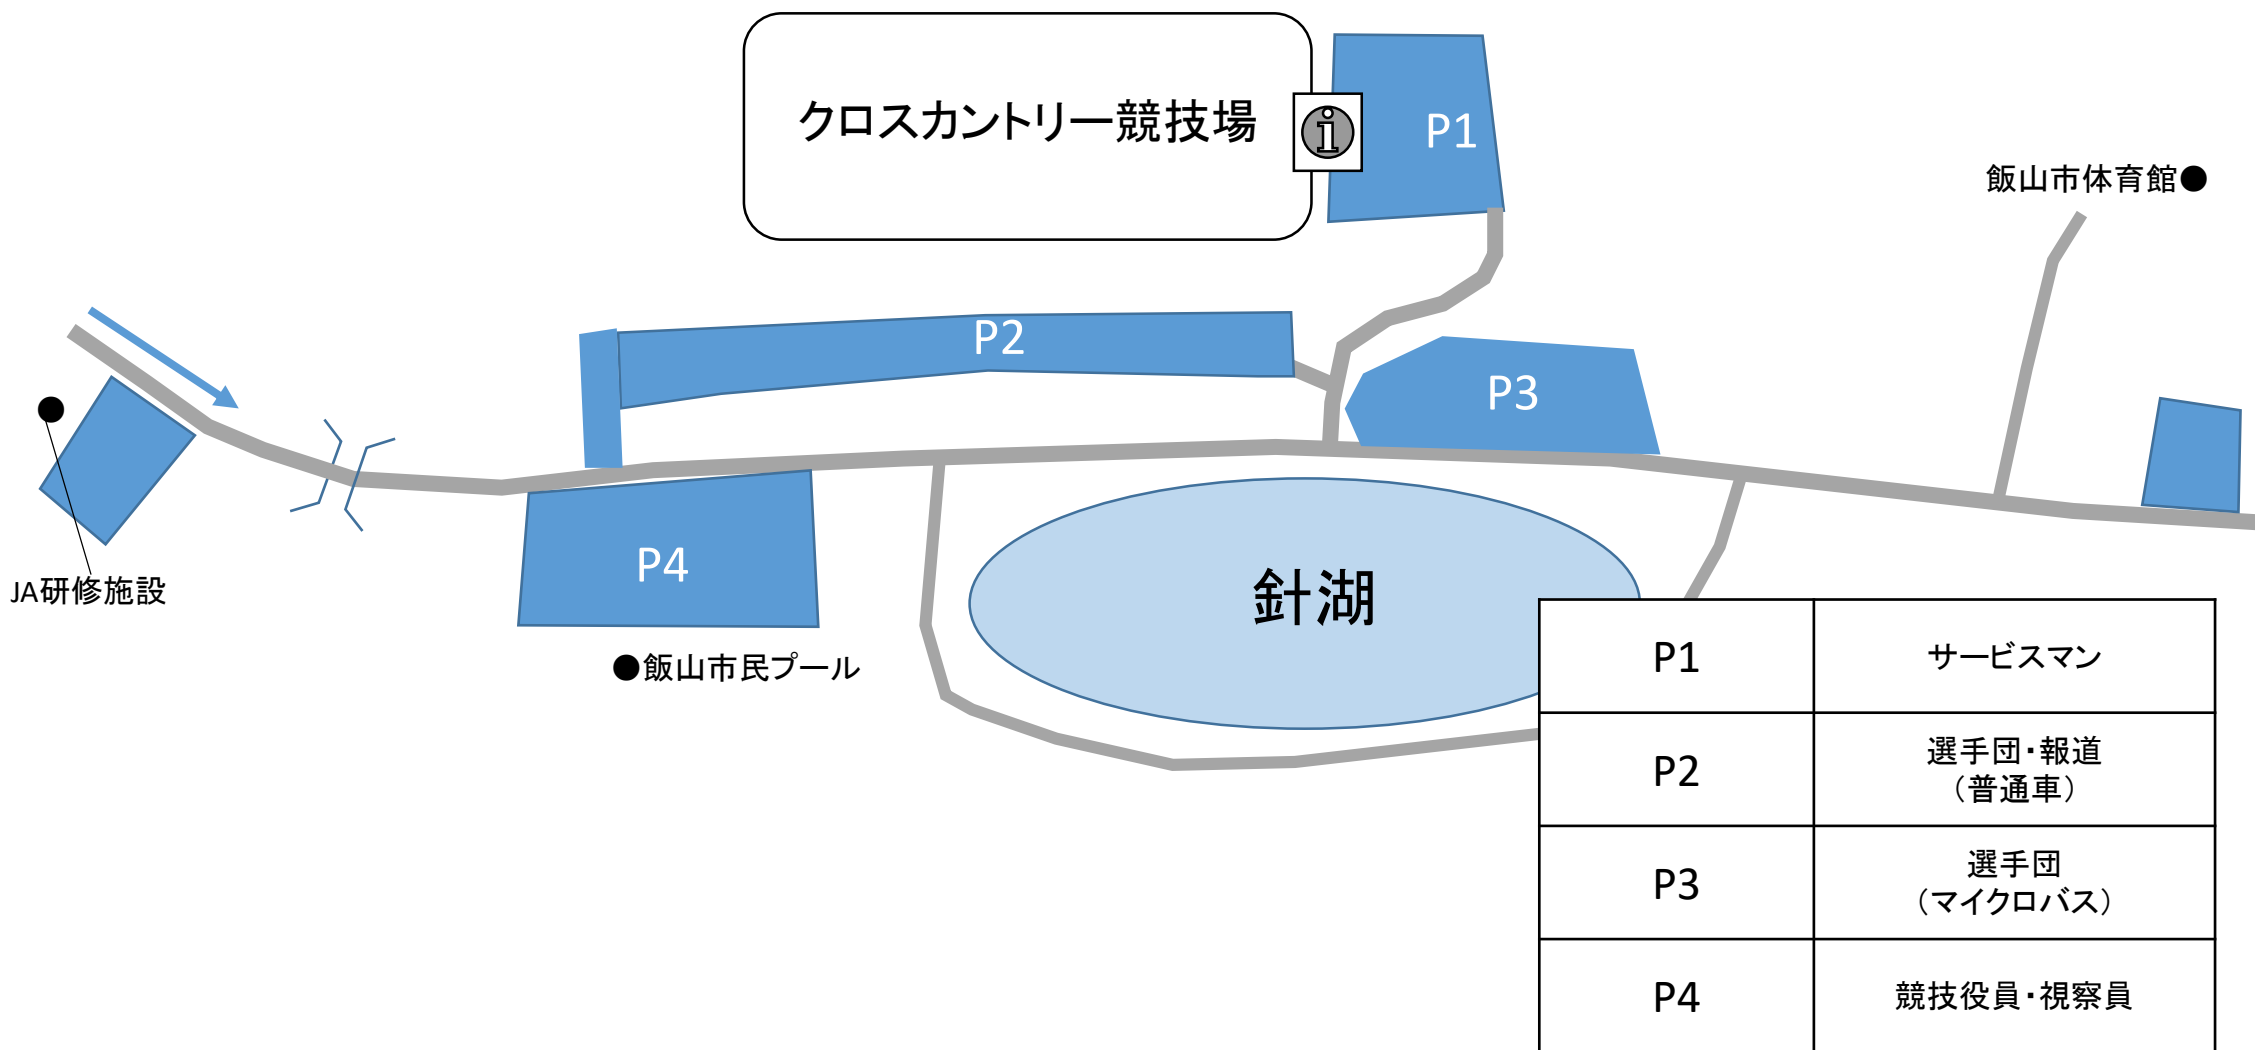 クロスカントリー競技場
P1
飯山市体育館●
P2
P3
P4
JA研修施設
●飯山市民プール
針湖
P1 サービスマン
P2 選手団・報道
（普通車）
P3 選手団
（マイクロバス）
P4 競技役員・視察員